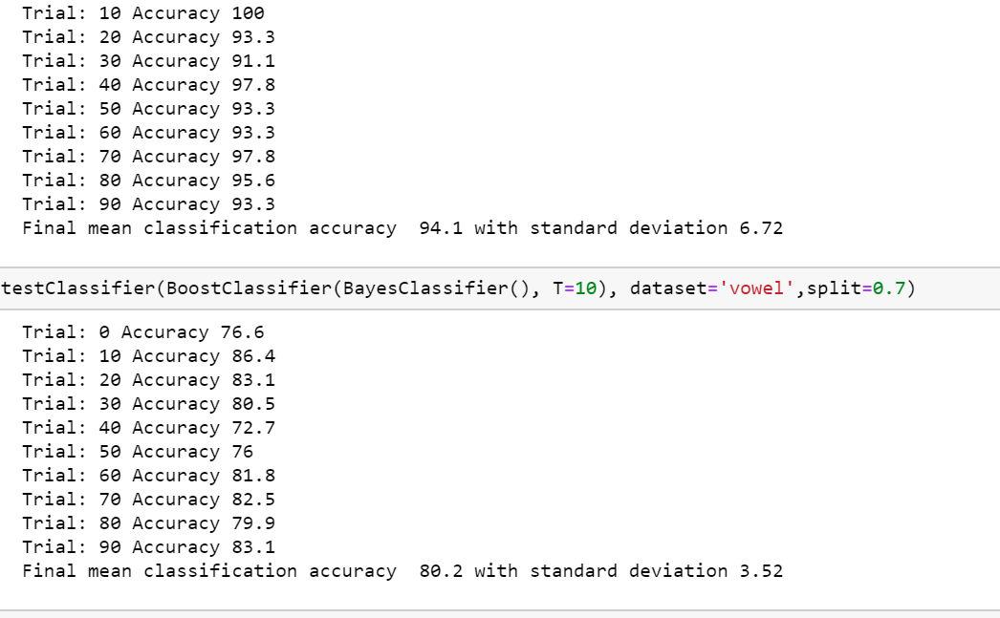 Trial: 10 Accuracy 100
Trial: 20 Accuracy 93.3
Trial: 30 Accuracy 91.1
Trial: 40 Accuracy 97.8
Trial: 50 Accuracy 93.3
Trial: 60 Accuracy 93.3
Trial: 70 Accuracy 97.8
Trial: 80 Accuracy 95.6
Trial: 90 Accuracy 93.3
Final mean classification accuracy  94.1 with standard deviation 6.72
testClassifier(BoostClassifier(BayesClassifier(), T=10), dataset='vowel',split=0.7)
Trial: 0 Accuracy 76.6
Trial: 10 Accuracy 86.4
Trial: 20 Accuracy 83.1
Trial: 30 Accuracy 80.5
Trial: 40 Accuracy 72.7
Trial: 50 Accuracy 76
Trial: 60 Accuracy 81.8
Trial: 70 Accuracy 82.5
Trial: 80 Accuracy 79.9
Trial: 90 Accuracy 83.1
Final mean classification accuracy  80.2 with standard deviation 3.52